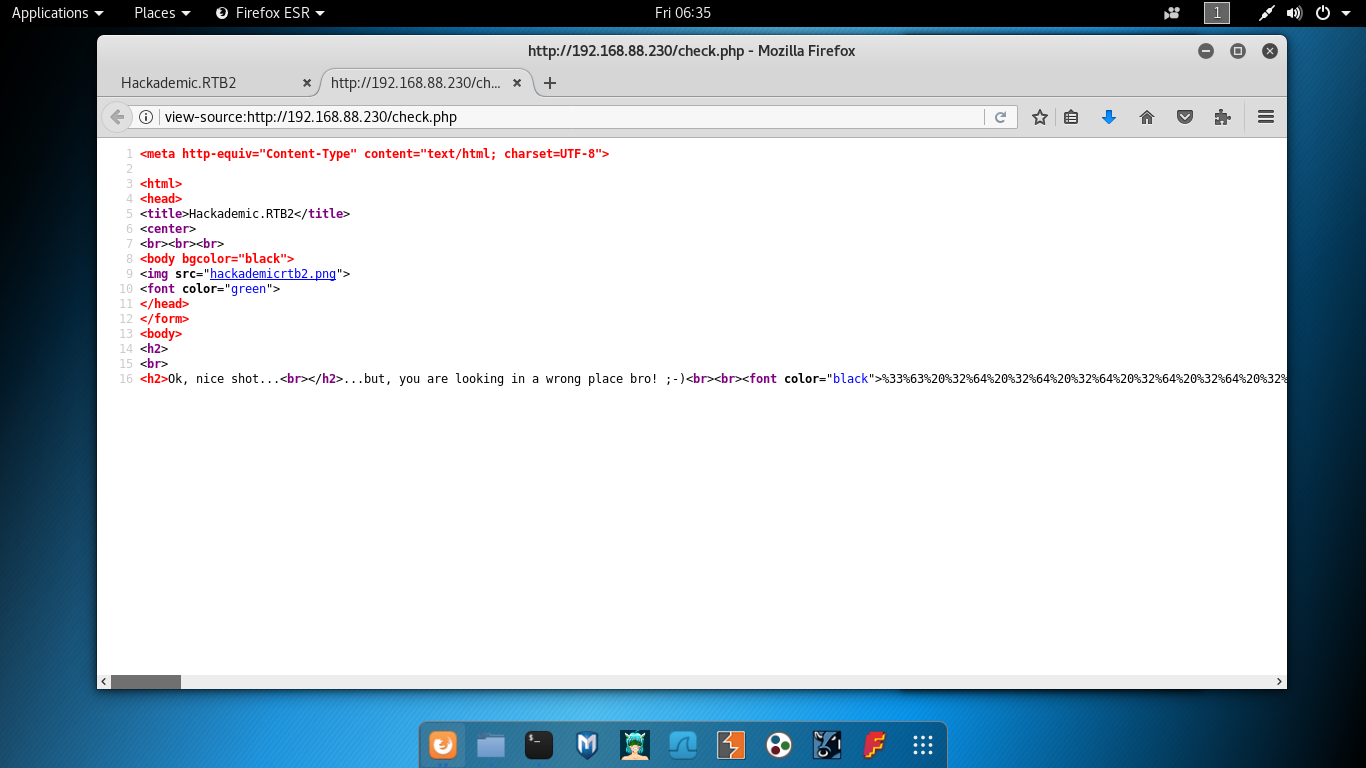 Applications Places Firefox ESR Fri 06:35 1
http://192.168.88.230/check.php - Mozilla Firefox
Hackademic.RTB2 http://192.168.88.230/ch...
view-source:http://192.168.88.230/check.php
1 <meta http-equiv="Content-Type" content="text/html; charset=UTF-8">
2
3 <html>
4 <head>
5 <title>Hackademic.RTB2</title>
6 <center>
7 <br><br><br>
8 <body bgcolor="black">
9 <img src="hackademicrtb2.png">
10 <font color="green">
11 </head>
12 </form>
13 <body>
14 <h2>
15 <br>
16 <h2>Ok, nice shot...<br></h2>...but, you are looking in a wrong place bro! ;-)<br><br><font color="black">%33%63%20%32%64%20%32%64%20%32%64%20%32%64%20%32%64%20%32%
$_